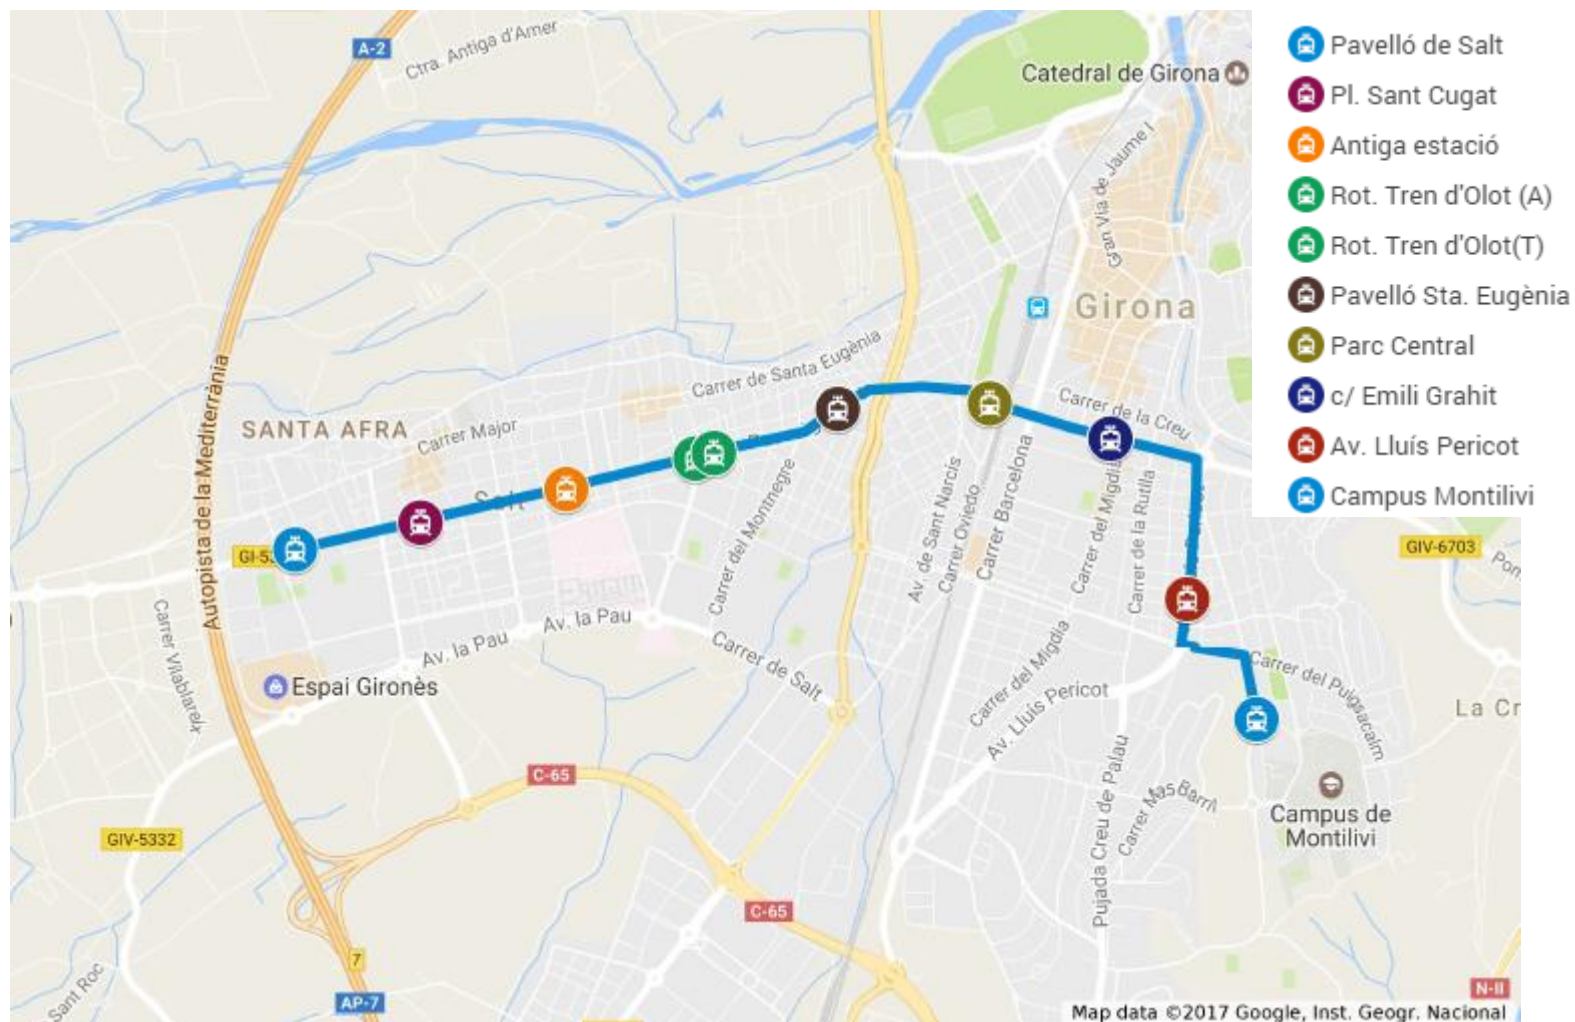 A-2
Ctra. Antiga d'Amer
Catedral de Girona
Gran Via de Jaume I
Girona
Carrer de Santa Eugènia
Carrer de la Creu
SANTA AFRA
Carrer Major
Autopista de la Mediterrània
Salt
Carrer del Montnegre
Av. de Sant Narcís
Carrer Oviedo
Carrer Barcelona
Carrer del Migdia
Carrer de la Rutlla
GI-5
GIV-6703
Carrer Vilablareix
Av. la Pau
Av. la Pau
Carrer de Salt
Espai Gironès
Carrer del Migdia
Av. Lluís Pericot
Carrer del Puigsacalm
La Cr
C-65
Pujada Creu de Palau
Carrer Mas Barril
Campus de
Montilivi
GIV-5332
C-65
7
Sant Roc
AP-7
N-II
Map data ©2017 Google, Inst. Geogr. Nacional
Pavelló de Salt
Pl. Sant Cugat
Antiga estació
Rot. Tren d'Olot (A)
Rot. Tren d'Olot(T)
Pavelló Sta. Eugènia
Parc Central
c/ Emili Grahit
Av. Lluís Pericot
Campus Montilivi